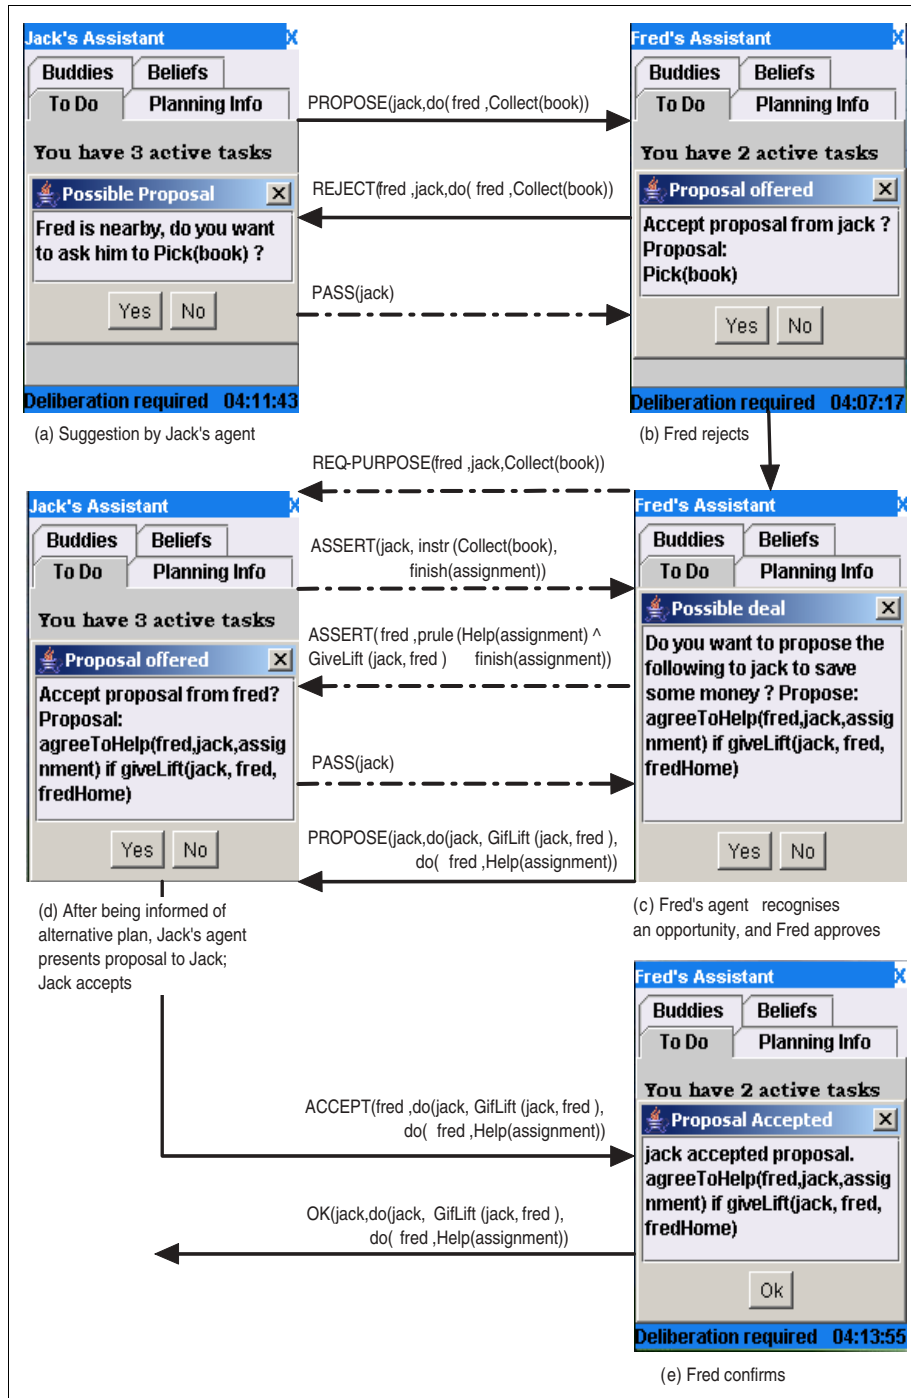 Jack's Assistant X
Buddies Beliefs
To Do Planning Info
You have 3 active tasks
Possible Proposal X
Fred is nearby, do you want
to ask him to Pick(book) ?
Yes No
Deliberation required 04:11:43
(a) Suggestion by Jack's agent
PROPOSE(jack,do( fred ,Collect(book))
REJECT(fred ,jack,do( fred ,Collect(book))
PASS(jack)
Fred's Assistant X
Buddies Beliefs
To Do Planning Info
You have 2 active tasks
Proposal offered X
Accept proposal from jack ?
Proposal:
Pick(book)
Yes No
Deliberation required 04:07:17
(b) Fred rejects
REQ-PURPOSE(fred ,jack,Collect(book))
ASSERT(jack, instr (Collect(book),
finish(assignment))
ASSERT( fred ,prule (Help(assignment) ^
GiveLift (jack, fred ) finish(assignment))
PASS(jack)
PROPOSE(jack,do(jack, GifLift (jack, fred ),
do( fred ,Help(assignment))
Fred's Assistant X
Buddies Beliefs
To Do Planning Info
Possible deal X
Do you want to propose the
following to jack to save
some money ? Propose:
agreeToHelp(fred,jack,assig
nment) if giveLift(jack, fred,
fredHome)
Yes No
(c) Fred's agent recognises
an opportunity, and Fred approves
Jack's Assistant X
Buddies Beliefs
To Do Planning Info
You have 3 active tasks
Proposal offered X
Accept proposal from fred?
Proposal:
agreeToHelp(fred,jack,assig
nment) if giveLift(jack, fred,
fredHome)
Yes No
(d) After being informed of
alternative plan, Jack's agent
presents proposal to Jack;
Jack accepts
ACCEPT(fred ,do(jack, GifLift (jack, fred ),
do( fred ,Help(assignment))
OK(jack,do(jack, GifLift (jack, fred ),
do( fred ,Help(assignment))
Fred's Assistant X
Buddies Beliefs
To Do Planning Info
You have 2 active tasks
Proposal Accepted X
jack accepted proposal.
agreeToHelp(fred,jack,assig
nment) if giveLift(jack, fred,
fredHome)
Ok
Deliberation required 04:13:55
(e) Fred confirms